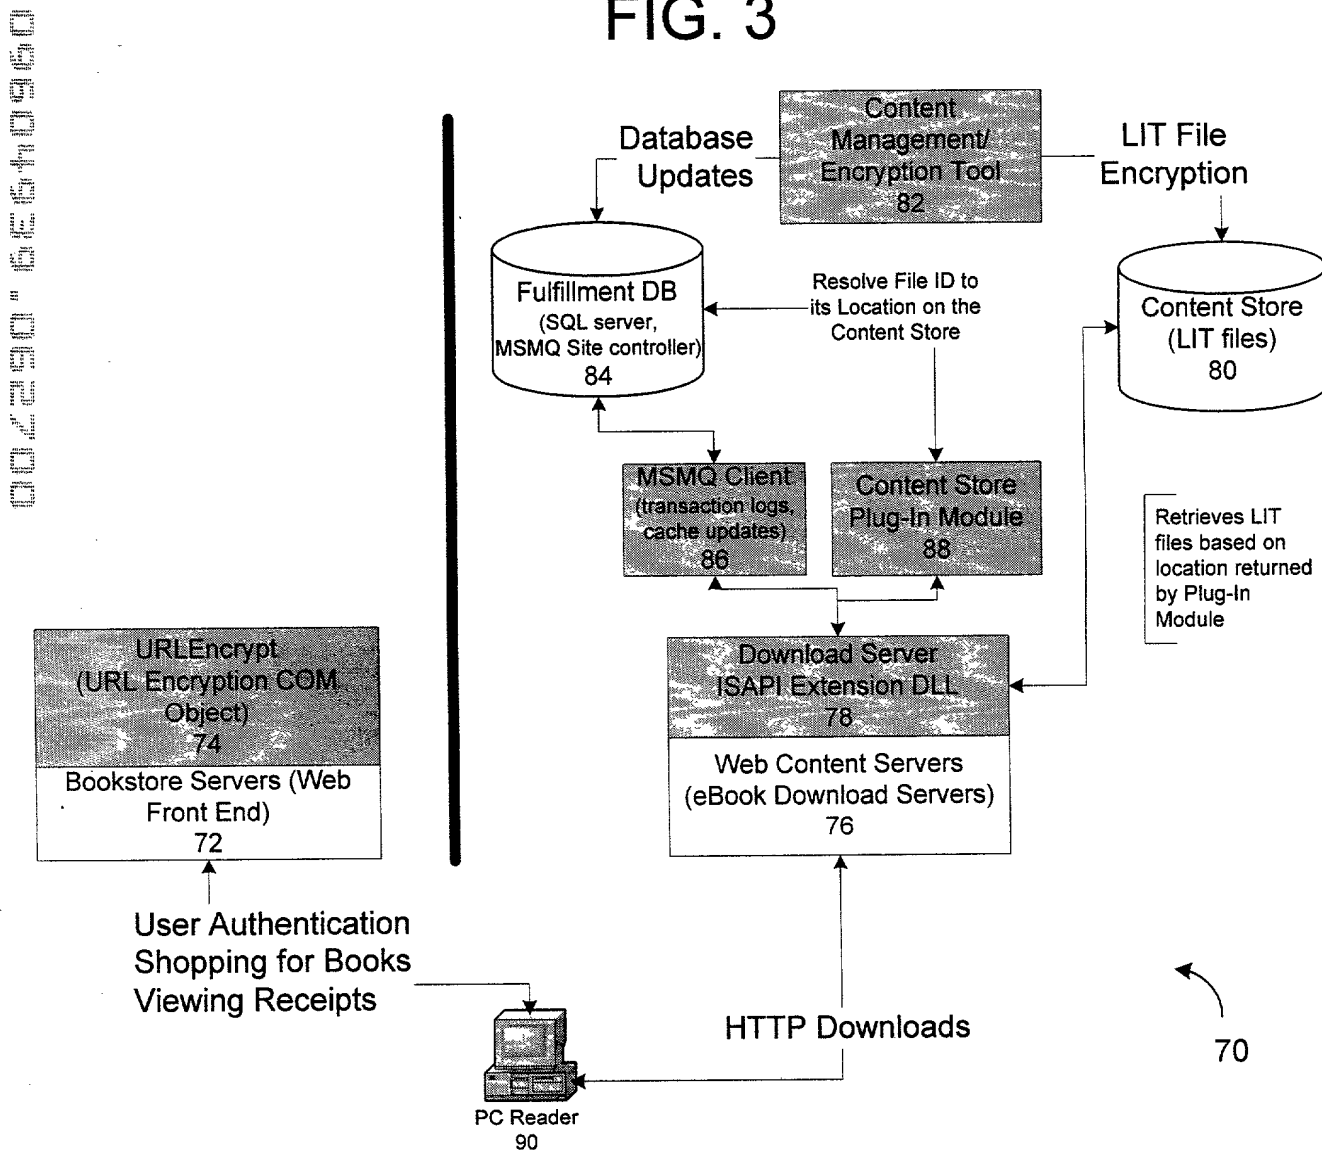 FIG. 3
09604939.062700
Content
Management/
Encryption Tool
82
Database
Updates
LIT File
Encryption
Fulfillment DB
(SQL server,
MSMQ Site controller)
84
Resolve File ID to
its Location on the
Content Store
Content Store
(LIT files)
80
MSMQ Client
(transaction logs,
cache updates)
86
Content Store
Plug-In Module
88
Retrieves LIT
files based on
location returned
by Plug-In
Module
URLEncrypt
(URL Encryption COM
Object)
74
Bookstore Servers (Web
Front End)
72
Download Server
ISAPI Extension DLL
78
Web Content Servers
(eBook Download Servers)
76
User Authentication
Shopping for Books
Viewing Receipts
HTTP Downloads
70
PC Reader
90